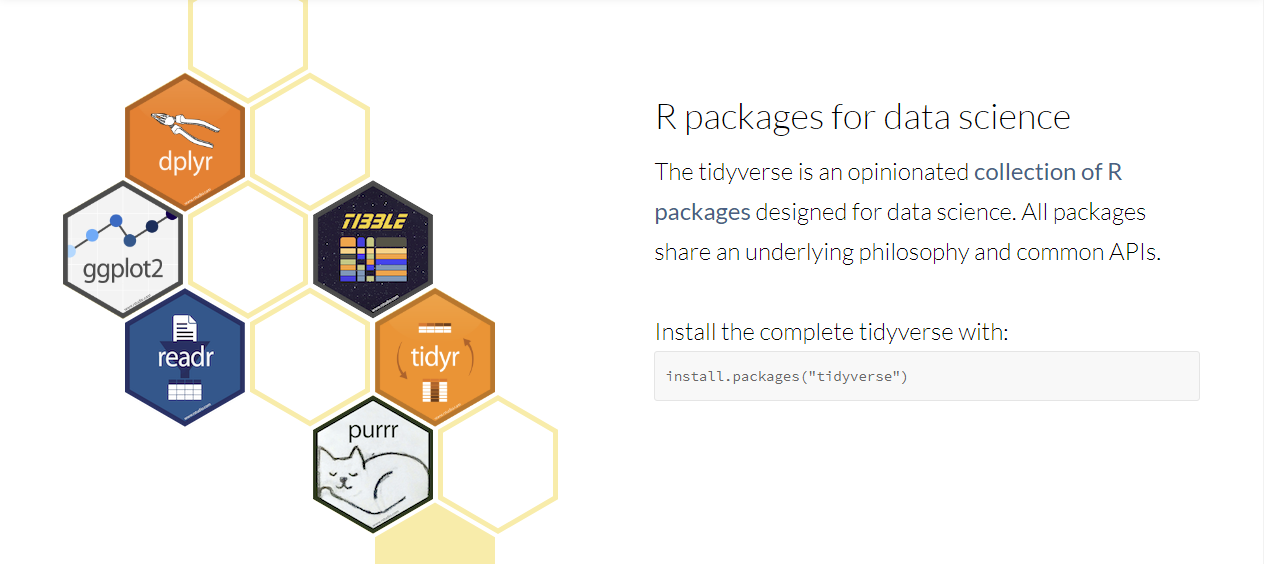 dplyr
ggplot2
TIBBLE
readr
tidyr
purrr
R packages for data science
The tidyverse is an opinionated collection of R
packages designed for data science. All packages
share an underlying philosophy and common APIs.
Install the complete tidyverse with:
install.packages("tidyverse")